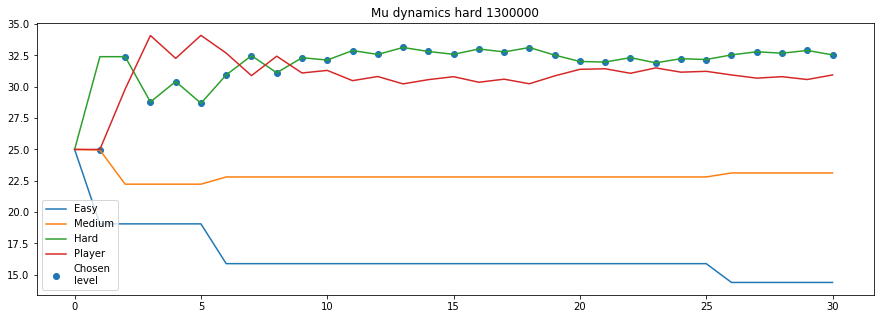 Mu dynamics hard 1300000
35.0
32.5
30.0
27.5
25.0
22.5
20.0
17.5
15.0
Easy
Medium
Hard
Player
Chosen
level
0 5 10 15 20 25 30